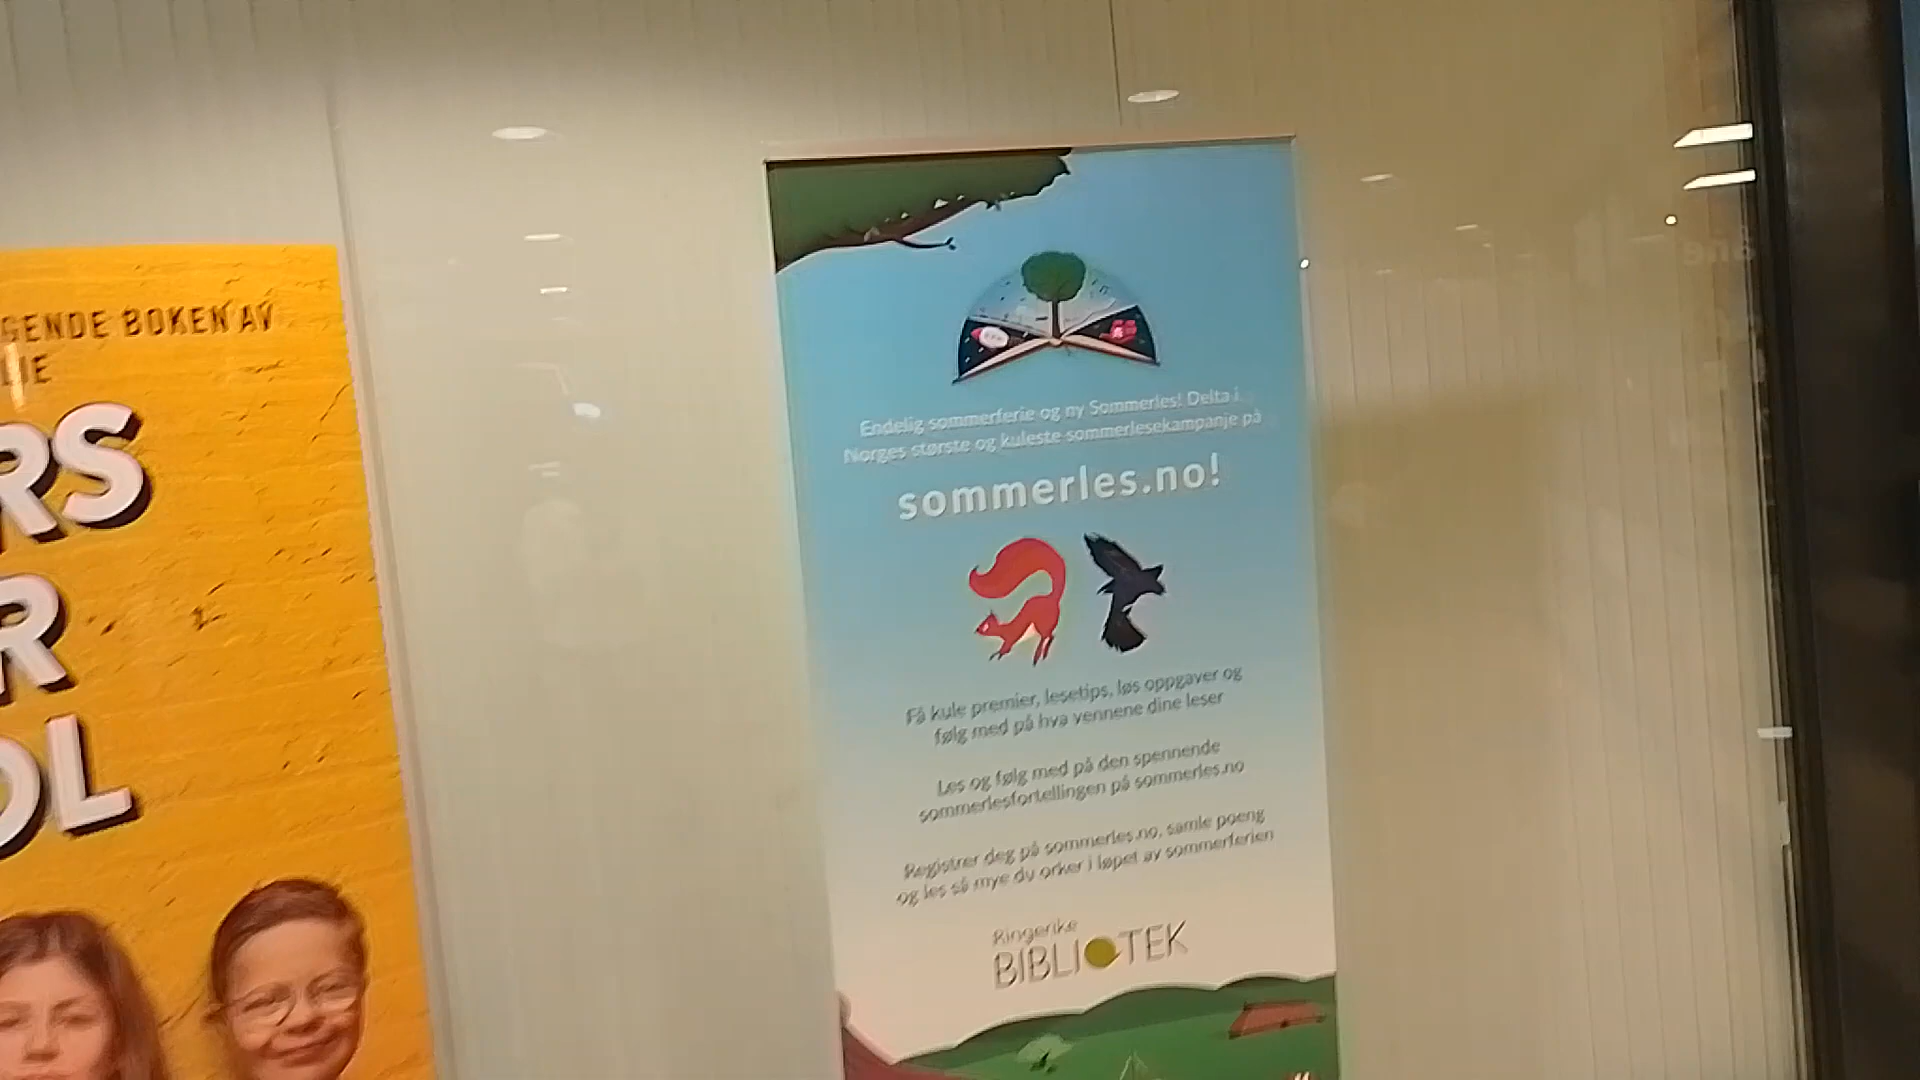 GENDE BOKEN AV
RS
R
OL
Endelig sommerferie og ny Sommerles! Delta i
Norges største og kuleste sommerlesekampanje på
sommerles.no!
Få kule premier, lesetips, løs oppgaver og
følg med på hva vennene dine leser
Les og følg med på den spennende
sommerlesfortellingen på sommerles.no
Registrer deg på sommerles.no, samle poeng
og les så mye du orker i løpet av sommerferien
Ringerike
BIBLIOTEK